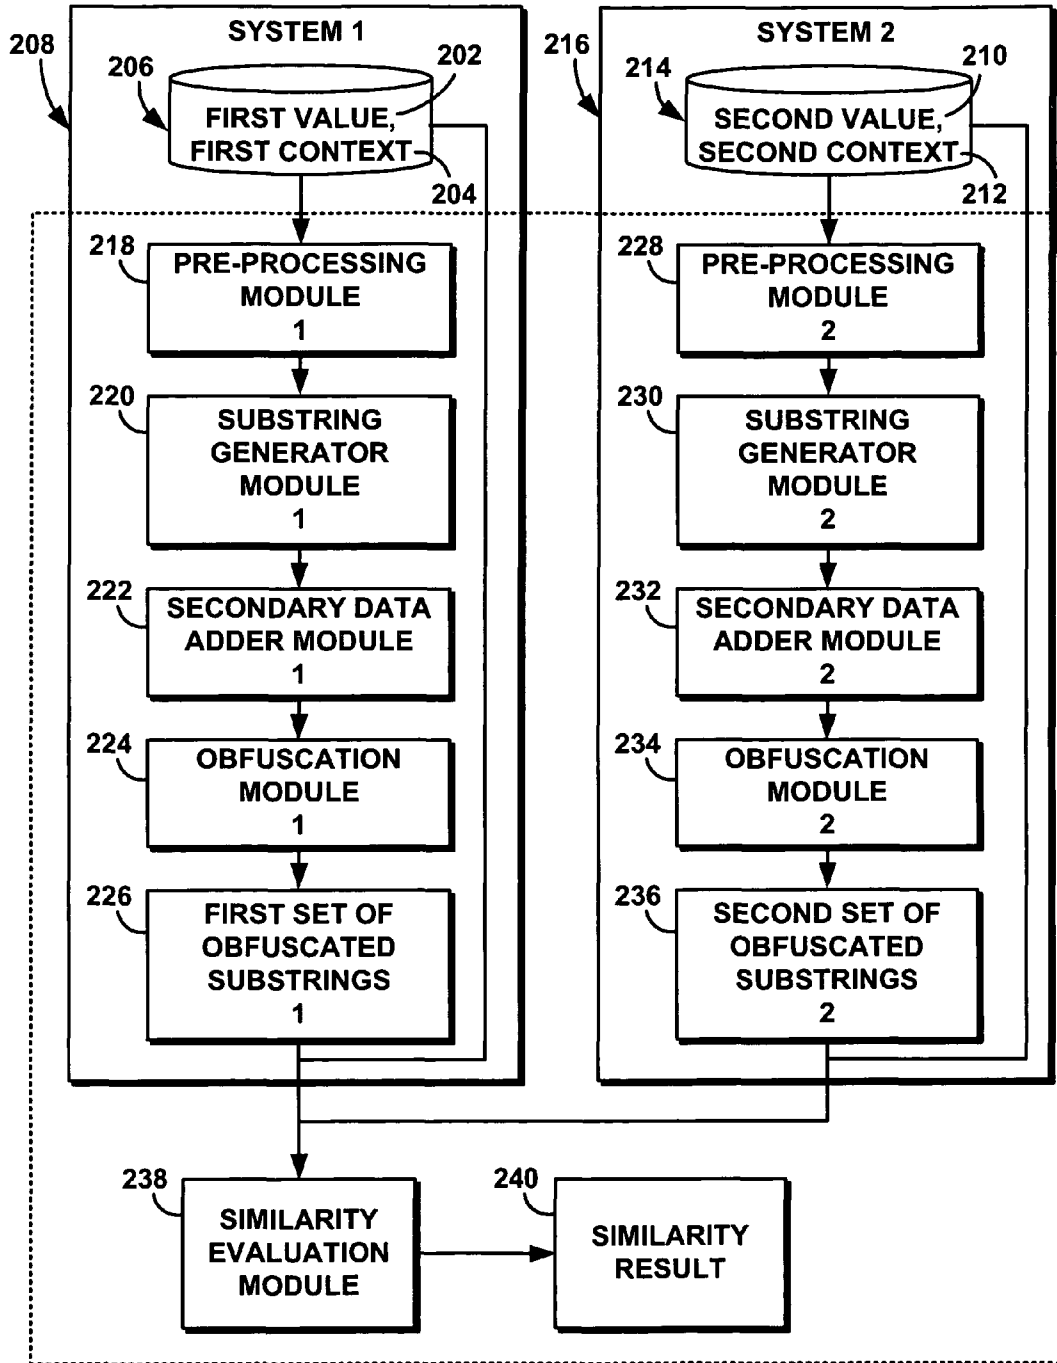 SYSTEM 1
208
206
202
FIRST VALUE,
FIRST CONTEXT
204
218
PRE-PROCESSING
MODULE
1
220
SUBSTRING
GENERATOR
MODULE
1
222
SECONDARY DATA
ADDER MODULE
1
224
OBFUSCATION
MODULE
1
226
FIRST SET OF
OBFUSCATED
SUBSTRINGS
1
SYSTEM 2
216
214
210
SECOND VALUE,
SECOND CONTEXT
212
228
PRE-PROCESSING
MODULE
2
230
SUBSTRING
GENERATOR
MODULE
2
232
SECONDARY DATA
ADDER MODULE
2
234
OBFUSCATION
MODULE
2
236
SECOND SET OF
OBFUSCATED
SUBSTRINGS
2
238
SIMILARITY
EVALUATION
MODULE
240
SIMILARITY
RESULT